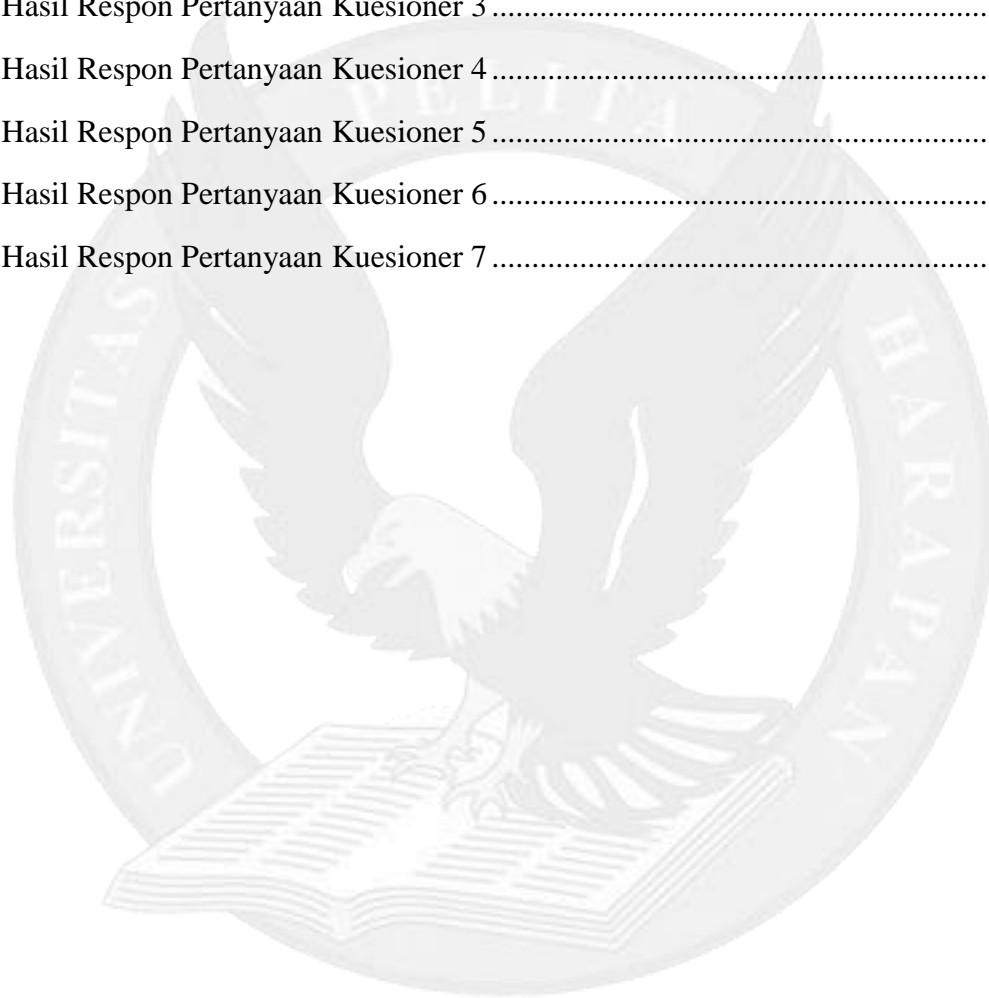 Hasil Respon Pertanyaan Kuesioner 3 ................................................................
Hasil Respon Pertanyaan Kuesioner 4 ................................................................
Hasil Respon Pertanyaan Kuesioner 5 ................................................................
Hasil Respon Pertanyaan Kuesioner 6 ................................................................
Hasil Respon Pertanyaan Kuesioner 7 ................................................................
UNIVERSITAS PELITA HARAPAN